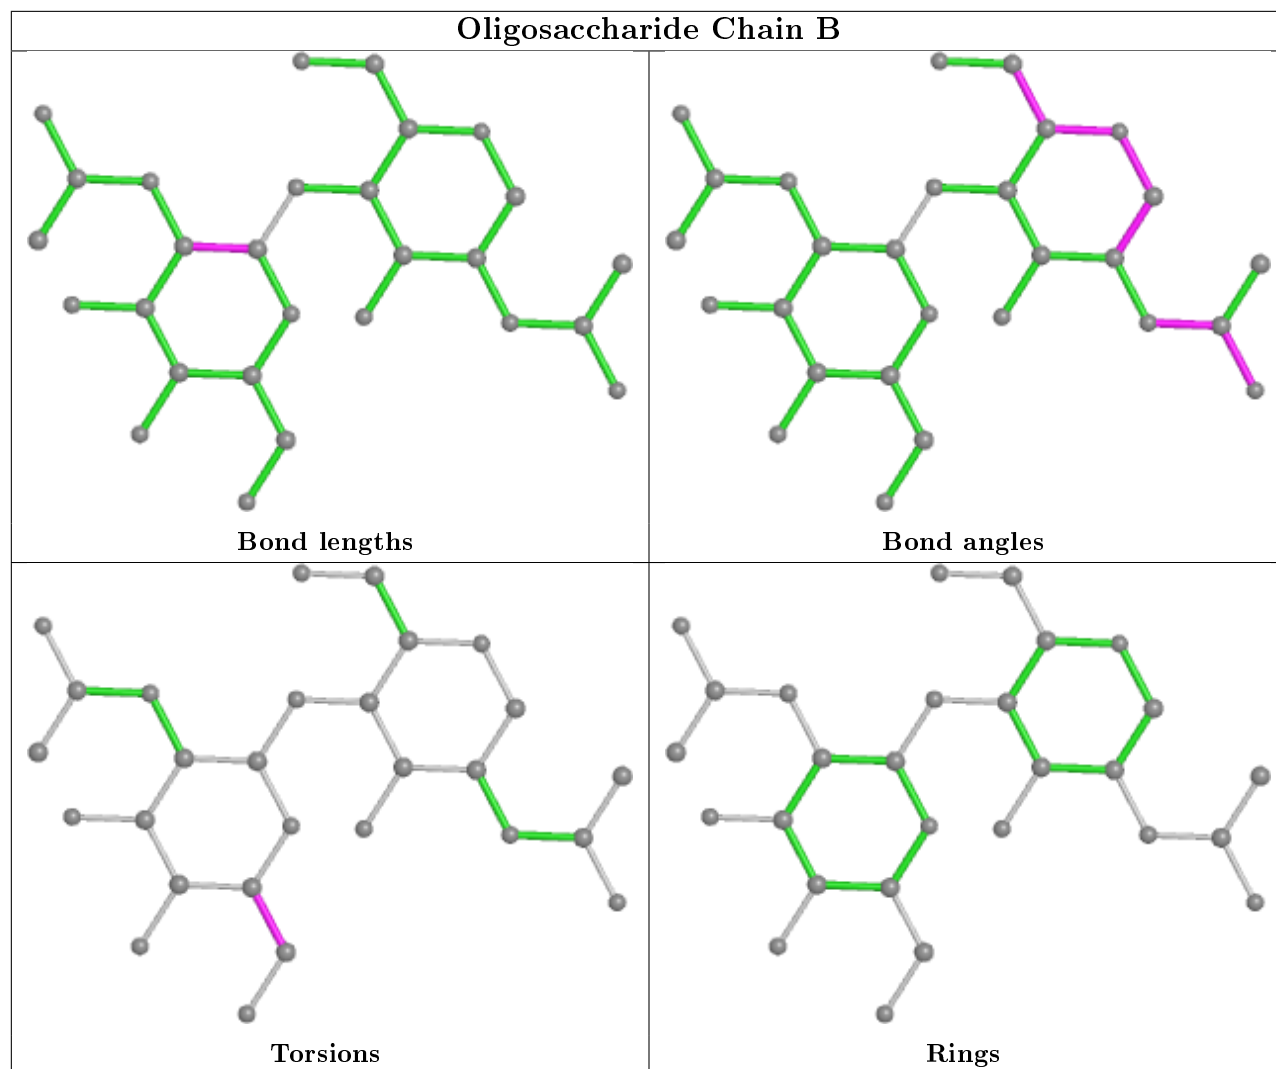 Oligosaccharide Chain B
Bond lengths
Bond angles
Torsions
Rings